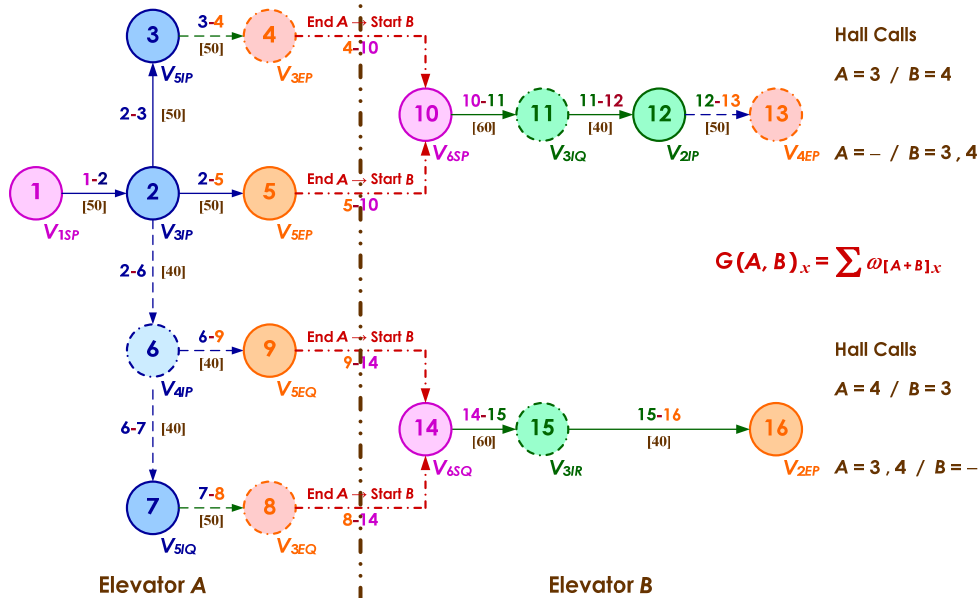 3 3-4 4 End A → Start B
[50] 4-10
V5IP V3EP
2-3 [50]
10 10-11 11 11-12 12 12-13 13
[60] [40] [50]
V6SP V3IQ V2IP V4EP
1 1-2 2 2-5 5 End A → Start B
[50] [50] 5-10
V1SP V3IP V5EP
2-6 [40]
6 6-9 9 End A → Start B
[40] 9-14
V4IP V5EQ
6-7 [40]
14 14-15 15 15-16 16
[60] [40]
V6SQ V3IR V2EP
7 7-8 8 End A → Start B
[50] 8-14
V5IQ V3EQ
Elevator A Elevator B
Hall Calls
A = 3 / B = 4
A = – / B = 3 , 4
G (A, B) x = ∑ ω[A+B]x
Hall Calls
A = 4 / B = 3
A = 3 , 4 / B = –